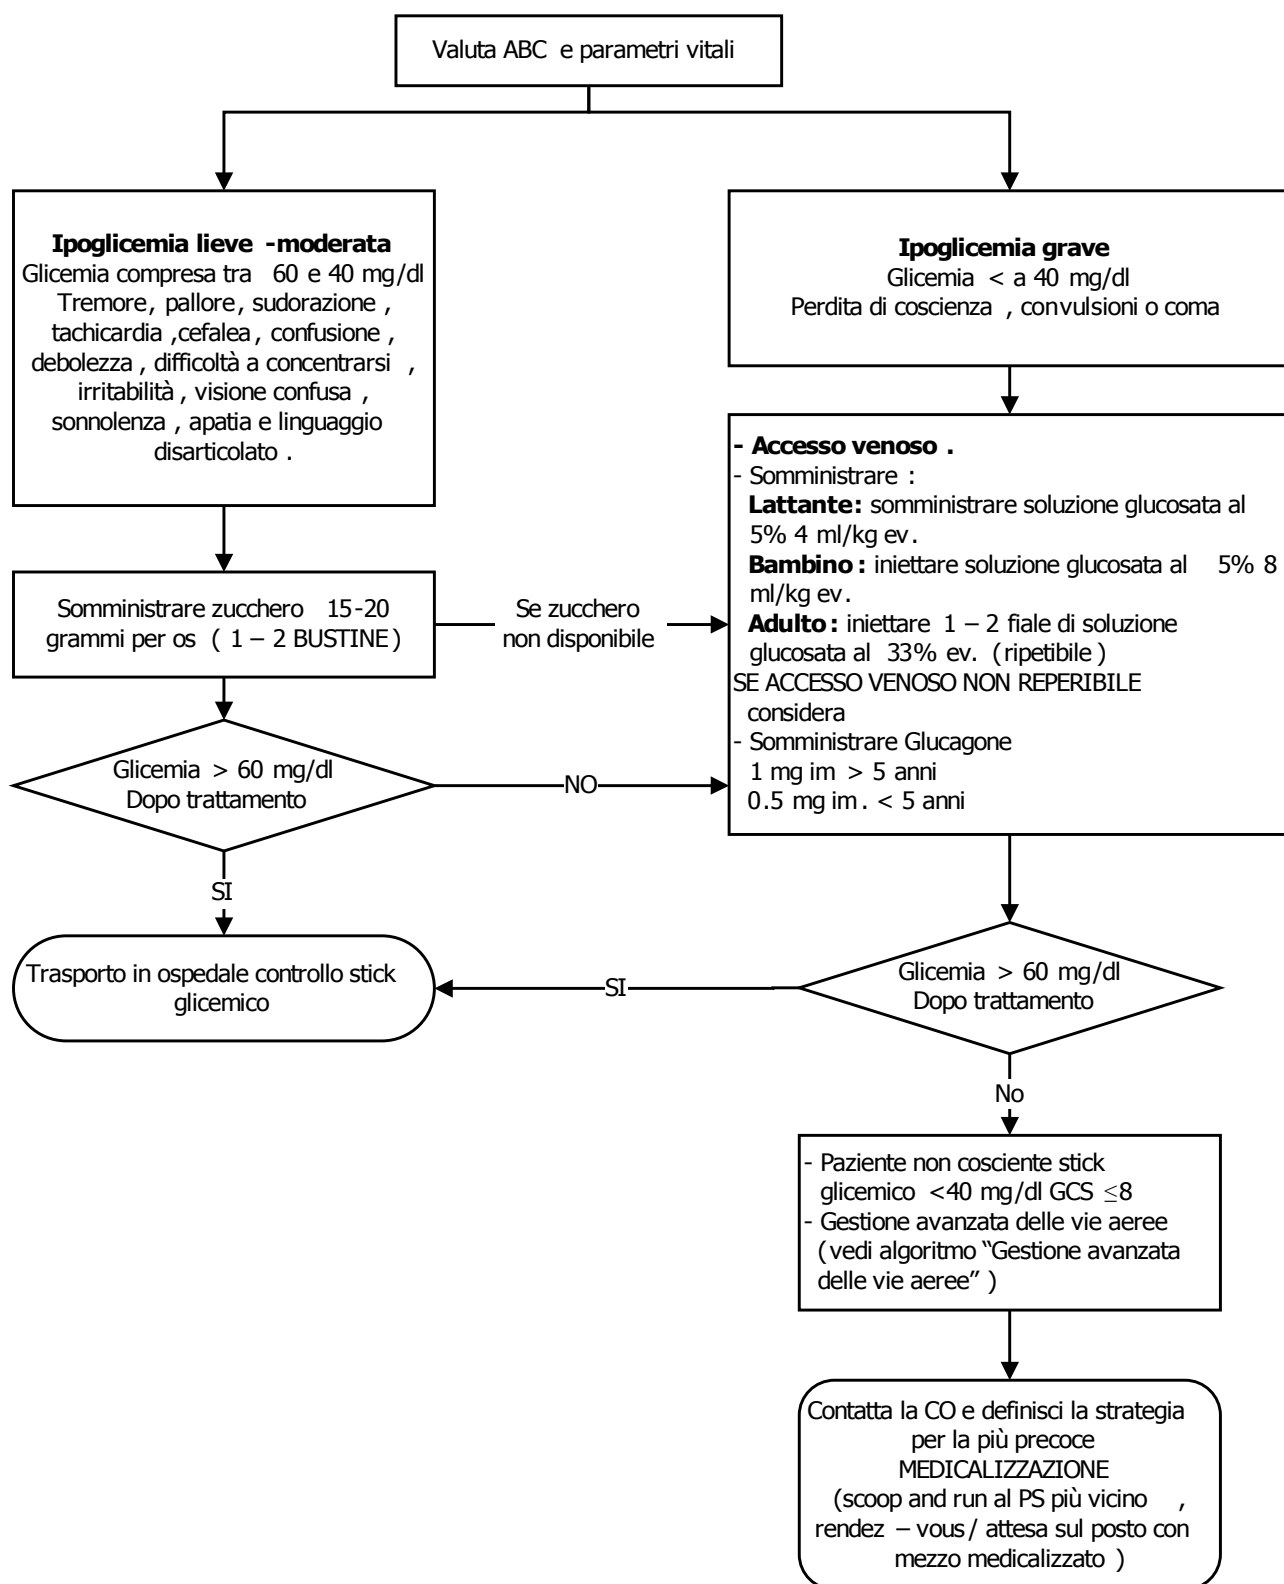 Valuta ABC e parametri vitali
Ipoglicemia lieve -moderata
Glicemia compresa tra 60 e 40 mg/dl
Tremore, pallore, sudorazione ,
tachicardia ,cefalea, confusione ,
debolezza , difficoltà a concentrarsi ,
irritabilità , visione confusa ,
sonnolenza , apatia e linguaggio
disarticolato .
Ipoglicemia grave
Glicemia < a 40 mg/dl
Perdita di coscienza , convulsioni o coma
- Accesso venoso .
- Somministrare :
Lattante: somministrare soluzione glucosata al
5% 4 ml/kg ev.
Bambino : iniettare soluzione glucosata al 5% 8
ml/kg ev.
Adulto : iniettare 1 – 2 fiale di soluzione
glucosata al 33% ev. (ripetibile )
SE ACCESSO VENOSO NON REPERIBILE
considera
- Somministrare Glucagone
1 mg im > 5 anni
0.5 mg im . < 5 anni
Somministrare zucchero 15-20
grammi per os ( 1 – 2 BUSTINE )
Se zucchero
non disponibile
Glicemia > 60 mg/dl
Dopo trattamento
NO
SI
Trasporto in ospedale controllo stick
glicemico
Glicemia > 60 mg/dl
Dopo trattamento
SI
No
- Paziente non cosciente stick
glicemico <40 mg/dl GCS ≤8
- Gestione avanzata delle vie aeree
(vedi algoritmo “Gestione avanzata
delle vie aeree” )
Contatta la CO e definisci la strategia
per la più precoce
MEDICALIZZAZIONE
(scoop and run al PS più vicino ,
rendez – vous / attesa sul posto con
mezzo medicalizzato )